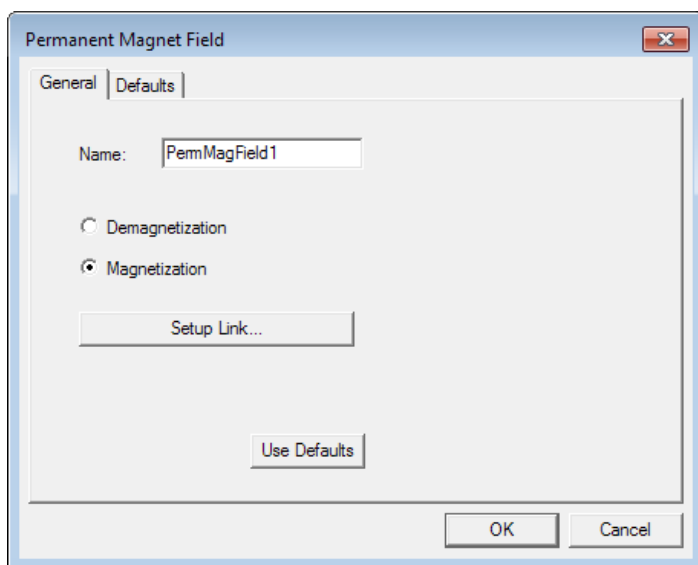 Permanent Magnet Field
General Defaults
Name: PermMagField1
Demagnetization
Magnetization
Setup Link...
Use Defaults
OK Cancel